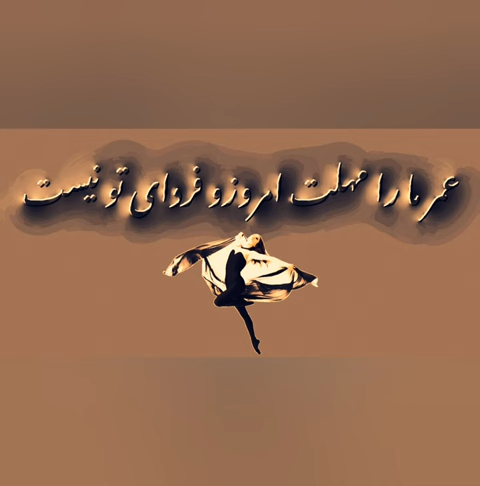 عمر ما را مهلت امروز و فردای تو نیست